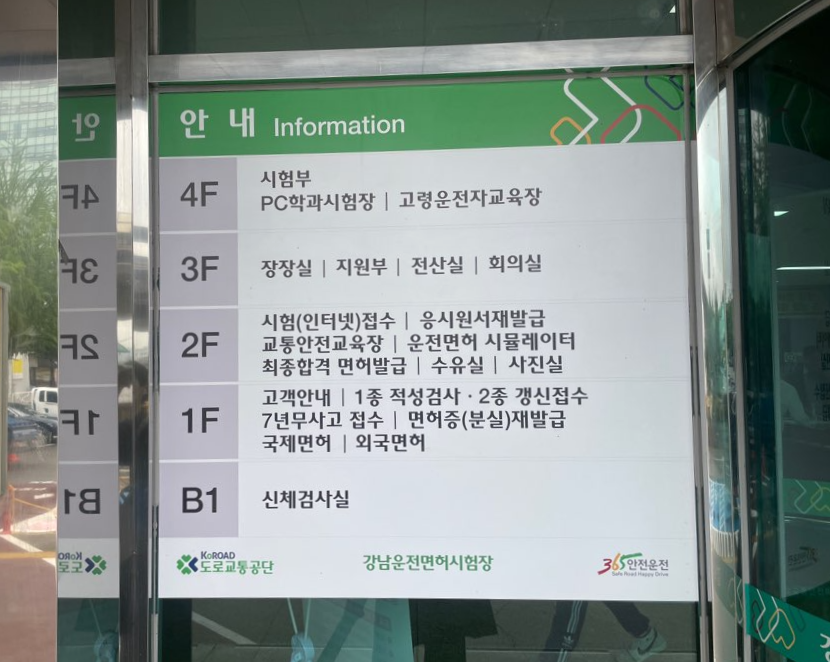 안내 Information
4F
시험부
PC학과시험장 | 고령운전자교육장
3F
장장실 | 지원부 | 전산실 | 회의실
2F
시험(인터넷)접수 | 응시원서재발급
교통안전교육장 | 운전면허 시뮬레이터
최종합격 면허발급 | 수유실 | 사진실
1F
고객안내 | 1종 적성검사 · 2종 갱신접수
7년무사고 접수 | 면허증(분실)재발급
국제면허 | 외국면허
B1
신체검사실
KoROAD
도로교통공단
강남운전면허시험장
365안전운전
Safe Road Happy Drive